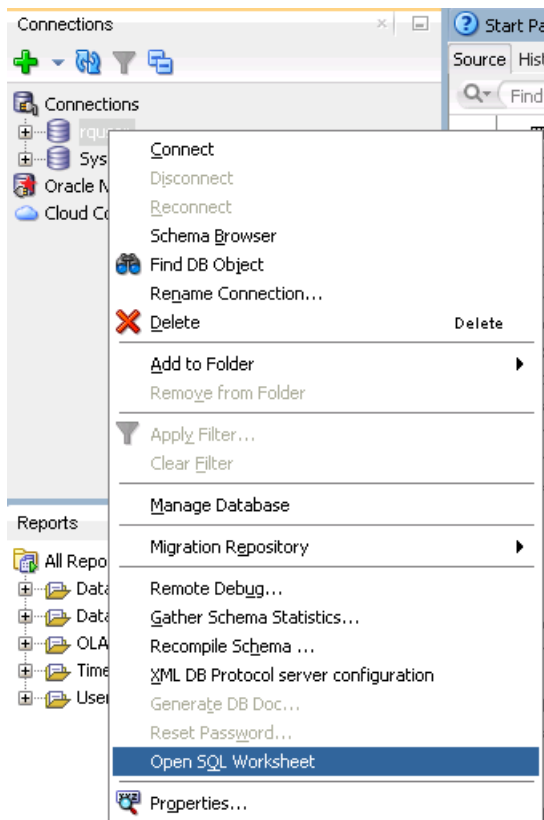 Connections
Start Pa
Source His
Find
Connections
rquser
Sys
Oracle N
Cloud Co
Connect
Disconnect
Reconnect
Schema Browser
Find DB Object
Rename Connection...
Delete Delete
Add to Folder
Remove from Folder
Apply Filter...
Clear Filter
Manage Database
Migration Repository
Reports
All Repo
Data
Data
OLA
Time
User
Remote Debug...
Gather Schema Statistics...
Recompile Schema ...
XML DB Protocol server configuration
Generate DB Doc...
Reset Password...
Open SQL Worksheet
Properties...